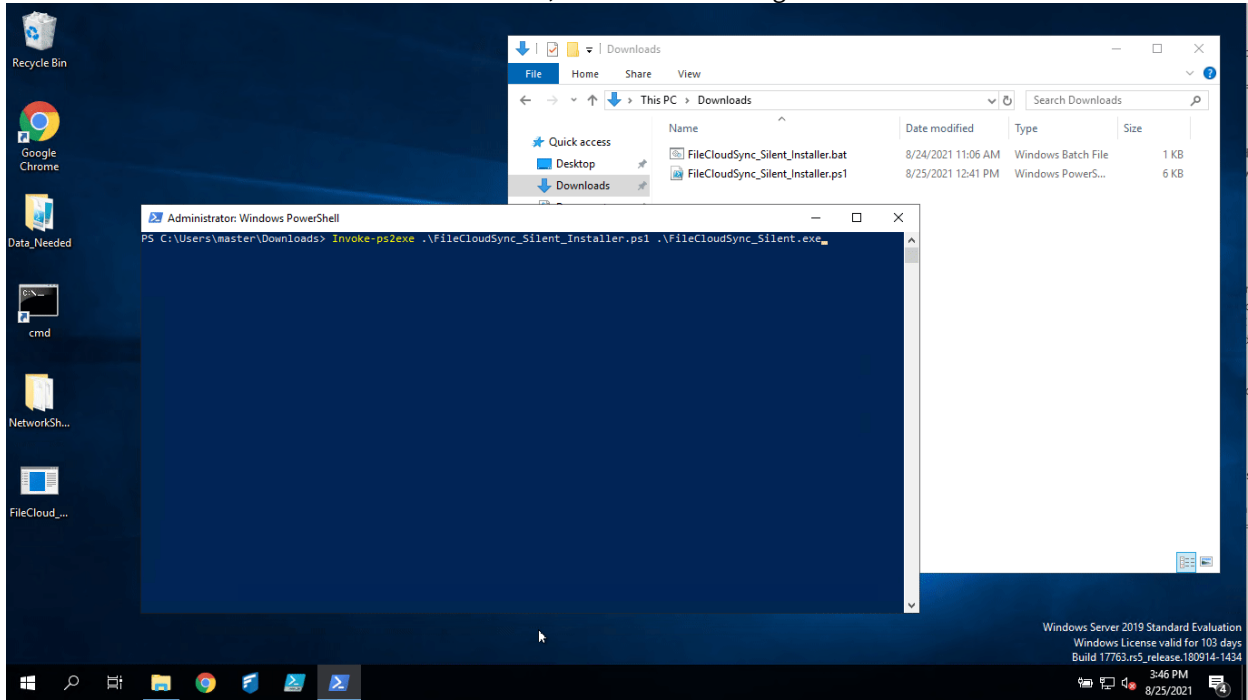 Recycle Bin
Google
Chrome
Data_Needed
cmd
NetworkSh...
FileCloud_...
Downloads
File Home Share View
This PC > Downloads
Search Downloads
Name Date modified Type Size
Quick access
Desktop
Downloads
FileCloudSync_Silent_Installer.bat 8/24/2021 11:06 AM Windows Batch File 1 KB
FileCloudSync_Silent_Installer.ps1 8/25/2021 12:41 PM Windows PowerS... 6 KB
Administrator: Windows PowerShell
PS C:\Users\master\Downloads> Invoke-ps2exe .\FileCloudSync_Silent_Installer.ps1 .\FileCloudSync_Silent.exe
Windows Server 2019 Standard Evaluation
Windows License valid for 103 days
Build 17763.rs5_release.180914-1434
3:46 PM
8/25/2021
4